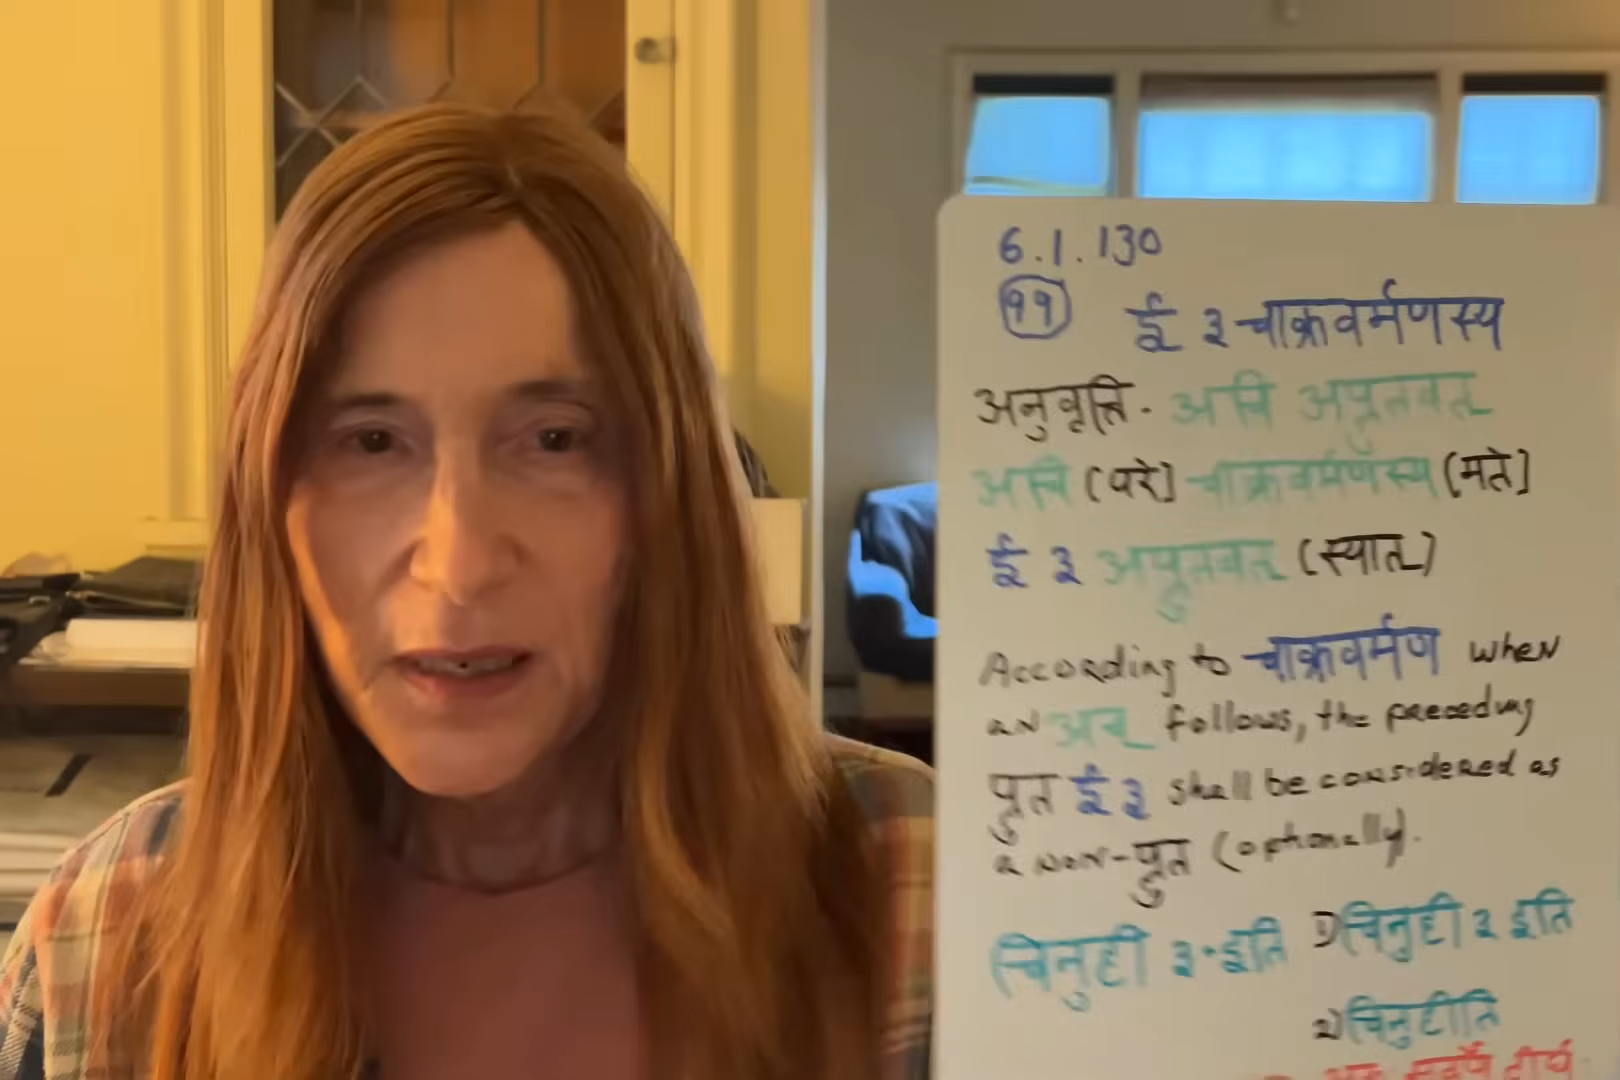 6.1.130
99 ई ३ चाक्रवर्मणस्य
अनुवृत्ति - अचि अप्लुतवत्
अचि (परे) चाक्रवर्मणस्य (मते)
ई ३ अप्लुतवत् (स्यात्)
According to चाक्रवर्मण when
an अच् follows, the preceding
प्लुत ई ३ shall be considered as
a non-प्लुत (optionally).
चिनुही ३ + इति 1) चिनुही ३ इति
2) चिनुहीति
सवर्णे दीर्घ